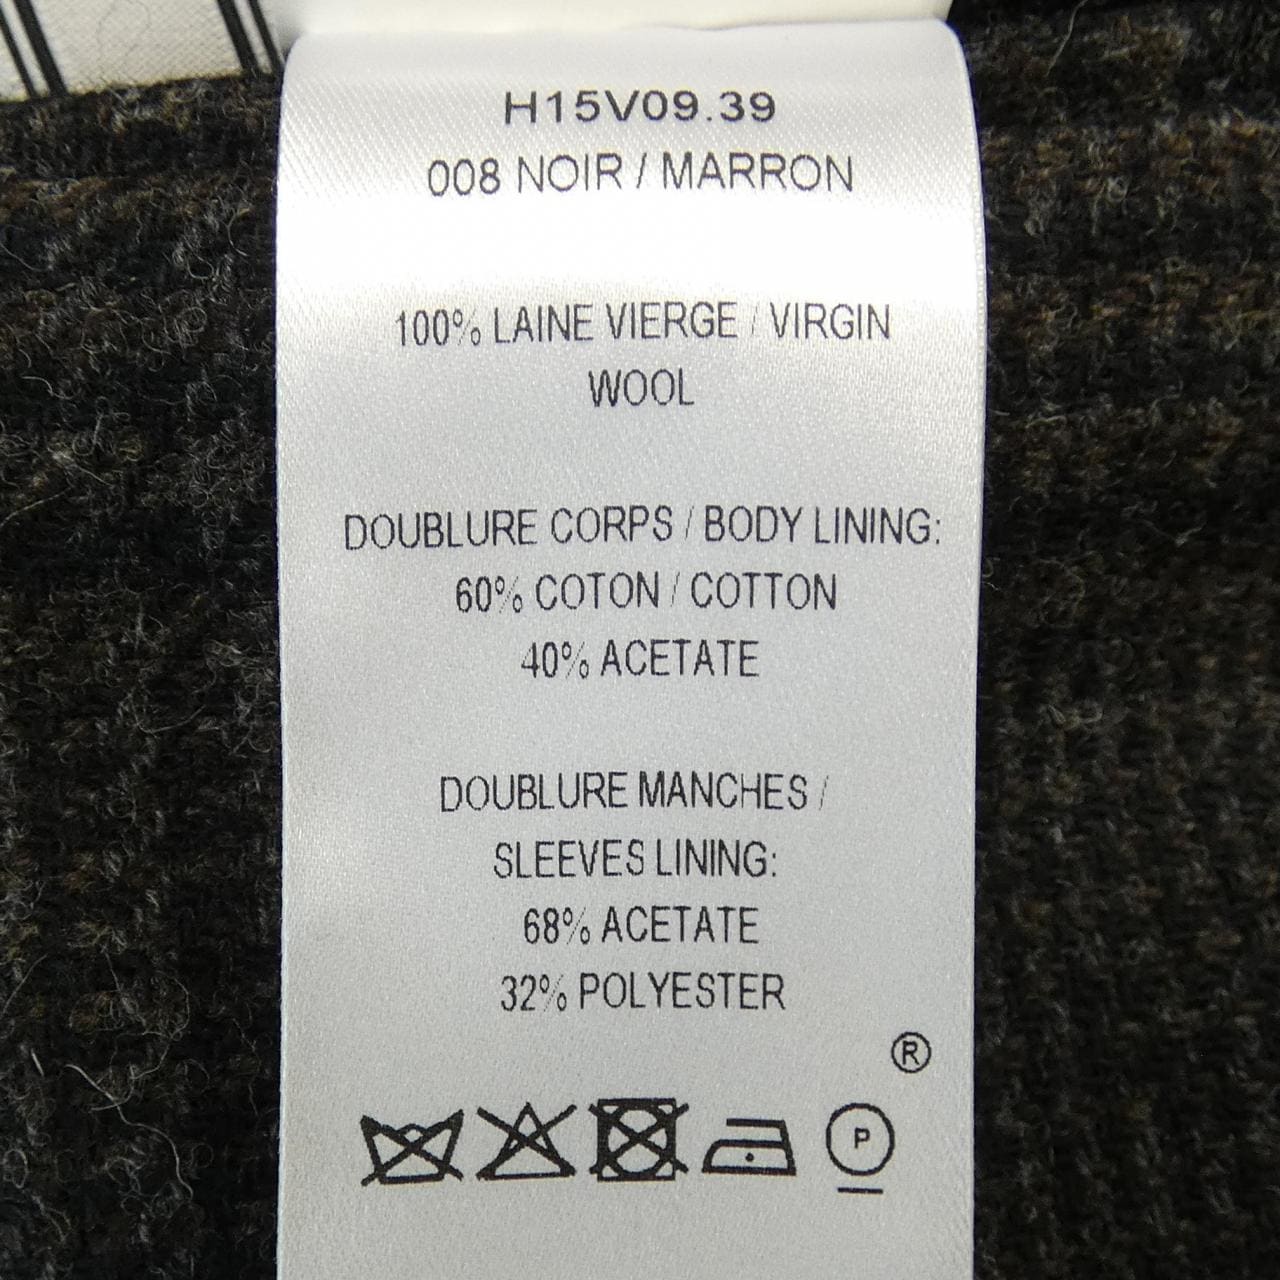 H15V09.39
008 NOIR / MARRON
100% LAINE VIERGE / VIRGIN
WOOL
DOUBLURE CORPS / BODY LINING:
60% COTON / COTTON
40% ACETATE
DOUBLURE MANCHES /
SLEEVES LINING:
68% ACETATE
32% POLYESTER
®
P